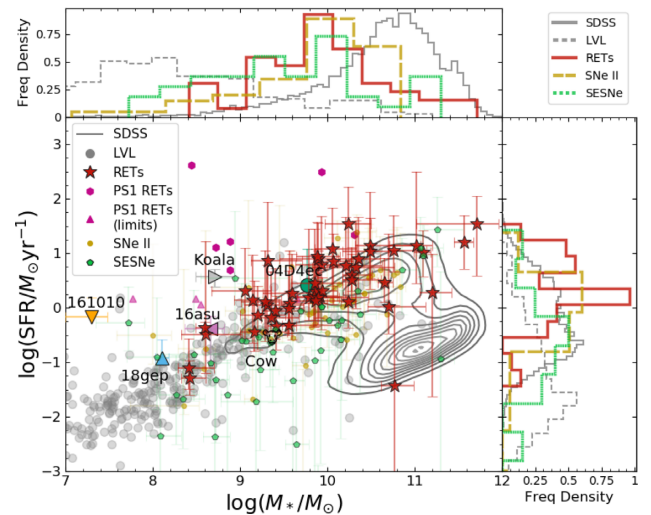 Freq Density
0.75
0.50
0.25
0
SDSS
LVL
RETs
SNe II
SESNe
log(SFR/M⊙yr⁻¹)
3
2
1
0
−1
−2
−3
SDSS
LVL
RETs
PS1 RETs
PS1 RETs
(limits)
SNe II
SESNe
Koala
04D4ec
161010
16asu
18gep
Cow
7
8
9
10
11
12
log(M*/M⊙)
0.25
0.5
0.75
1
Freq Density